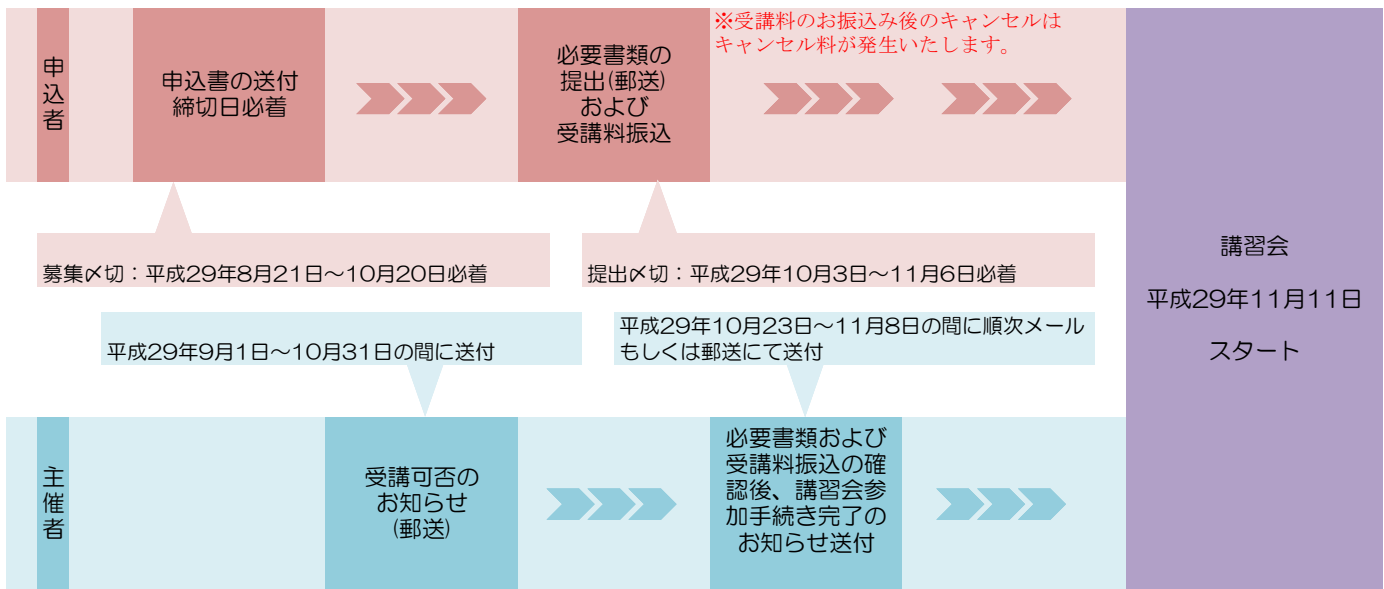 申込者
申込書の送付
締切日必着
必要書類の
提出(郵送)
および
受講料振込
※受講料のお振込み後のキャンセルは
キャンセル料が発生いたします。
募集〆切：平成29年8月21日～10月20日必着
提出〆切：平成29年10月3日～11月6日必着
平成29年9月1日～10月31日の間に送付
平成29年10月23日～11月8日の間に順次メール
もしくは郵送にて送付
主催者
受講可否の
お知らせ
(郵送)
必要書類および
受講料振込の確
認後、講習会参
加手続き完了の
お知らせ送付
講習会
平成29年11月11日
スタート